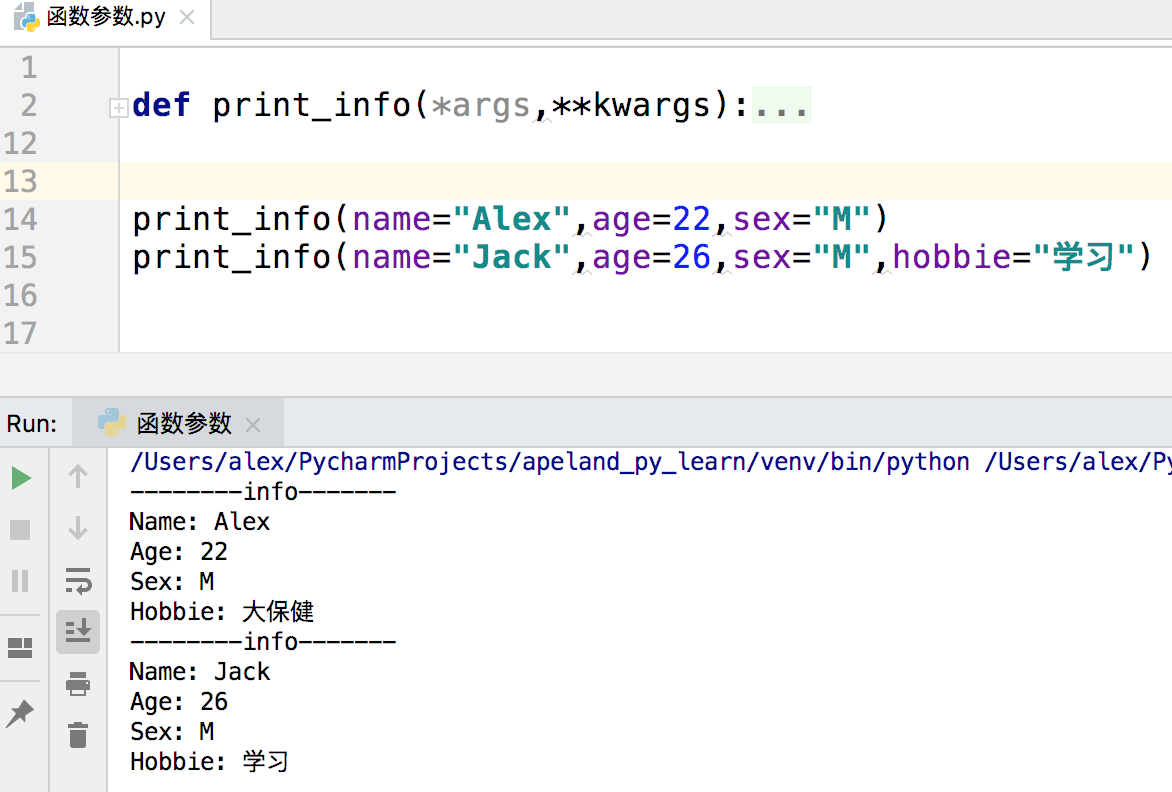 函数参数.py
1
2 def print_info(*args,**kwargs):...
12
13
14 print_info(name="Alex",age=22,sex="M")
15 print_info(name="Jack",age=26,sex="M",hobbie="学习")
16
17
Run: 函数参数
/Users/alex/PycharmProjects/apeland_py_learn/venv/bin/python /Users/alex/Py
--------info-------
Name: Alex
Age: 22
Sex: M
Hobbie: 大保健
--------info-------
Name: Jack
Age: 26
Sex: M
Hobbie: 学习